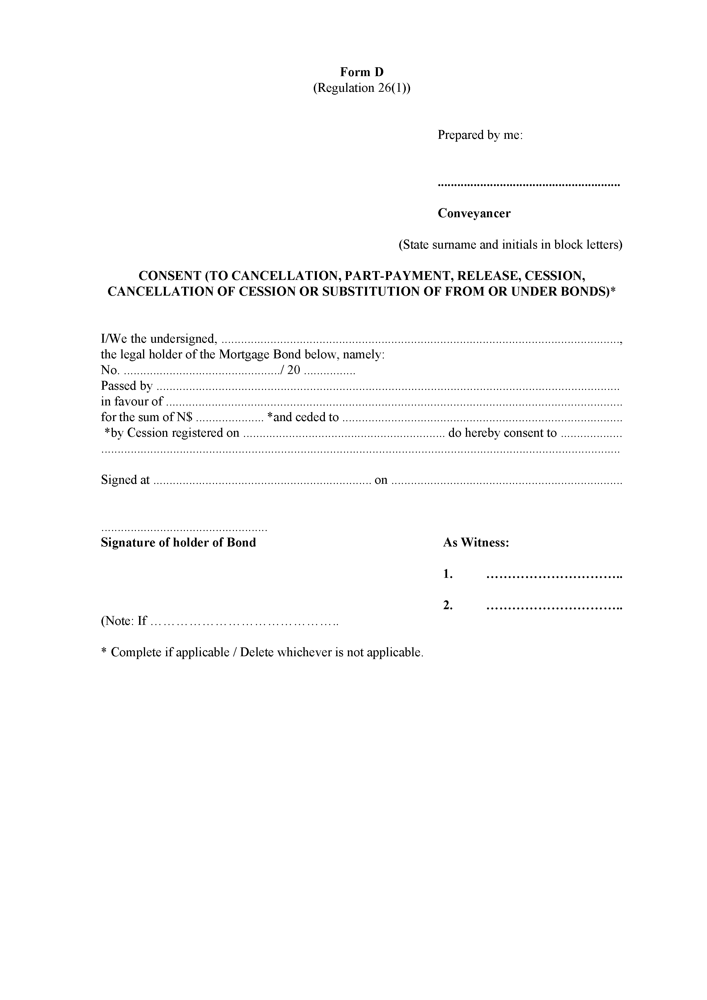 Form D
(Regulation 26(1))
Prepared by me:
........................................................
Conveyancer
(State surname and initials in block letters)
CONSENT (TO CANCELLATION, PART-PAYMENT, RELEASE, CESSION,
CANCELLATION OF CESSION OR SUBSTITUTION OF FROM OR UNDER BONDS)*
I/We the undersigned, ..........................................................................................................................,
the legal holder of the Mortgage Bond below, namely:
No. ................................................/ 20 ................
Passed by ..............................................................................................................................................
in favour of ............................................................................................................................................
for the sum of N$ ..................... *and ceded to ......................................................................................
*by Cession registered on .............................................................. do hereby consent to ...................
...............................................................................................................................................................
Signed at ................................................................... on .......................................................................
...................................................
Signature of holder of Bond
As Witness:
1. …………………………..
2. …………………………..
(Note: If …………………………………….
* Complete if applicable / Delete whichever is not applicable.